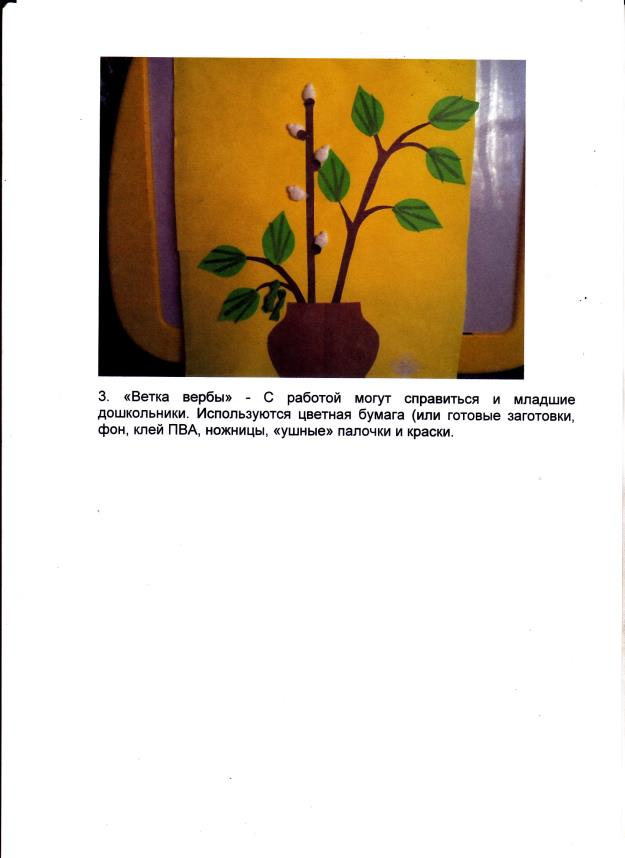 3. «Ветка вербы» - С работой могут справиться и младшие
дошкольники. Используются цветная бумага (или готовые заготовки,
фон, клей ПВА, ножницы, «ушные» палочки и краски.